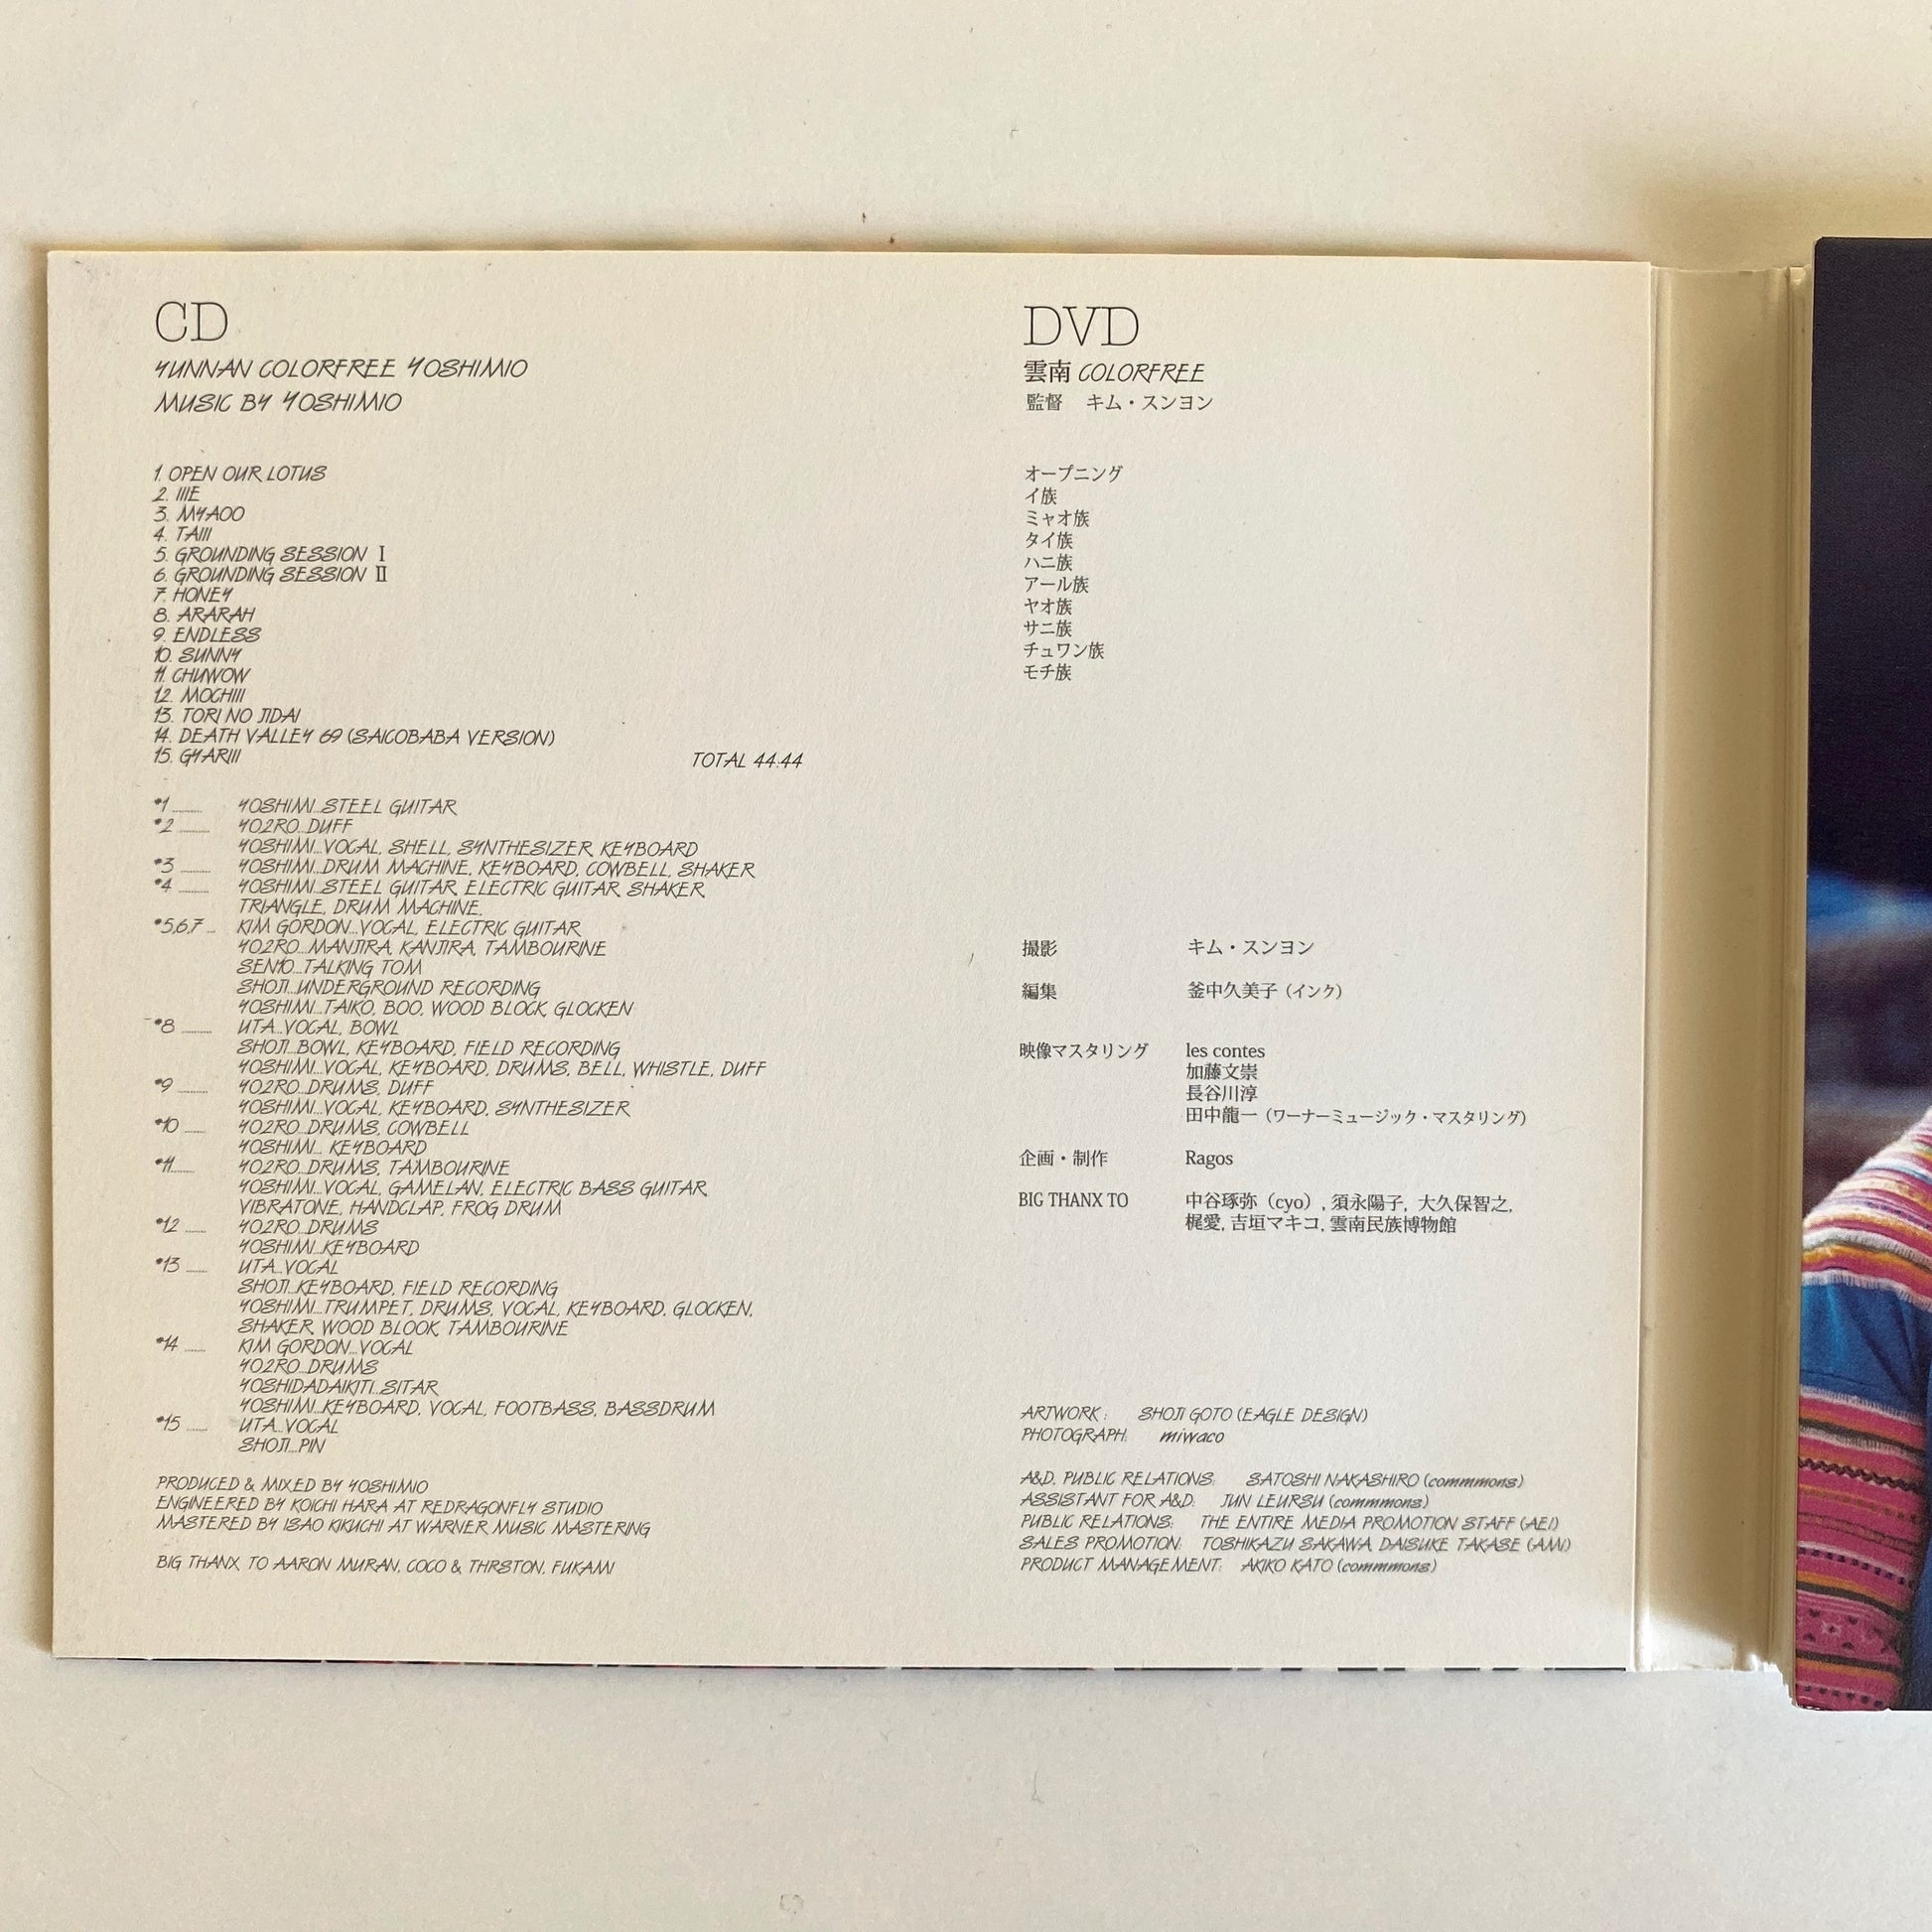 CD
YUNNAN COLORFREE YOSHIMIO
MUSIC BY YOSHIMIO
1. OPEN OUR LOTUS
2. IIIE
3. MYAOO
4. TAIII
5. GROUNDING SESSION Ⅰ
6. GROUNDING SESSION Ⅱ
7. HONEY
8. ARARAH
9. ENDLESS
10. SUNNY
11. CHUWOW
12. MOCHIII
13. TORI NO JIDAI
14. DEATH VALLEY 69 (SAICOBABA VERSION)
15. GYARIII
TOTAL 44:44
*1 ........ YOSHIMI...STEEL GUITAR
*2 ........ YO2RO...DUFF
YOSHIMI...VOCAL, SHELL, SYNTHESIZER, KEYBOARD
*3 ........ YOSHIMI...DRUM MACHINE, KEYBOARD, COWBELL, SHAKER
*4 ........ YOSHIMI...STEEL GUITAR, ELECTRIC GUITAR, SHAKER,
TRIANGLE, DRUM MACHINE,
*5,6,7 ... KIM GORDON...VOCAL, ELECTRIC GUITAR
YO2RO...MANJIRA, KANJIRA, TAMBOURINE
SEN10...TALKING TOM
SHOJI...UNDERGROUND RECORDING
YOSHIMI...TAIKO, BOO, WOOD BLOCK, GLOCKEN
*8 ........ UTA...VOCAL, BOWL
SHOJI...BOWL, KEYBOARD, FIELD RECORDING
YOSHIMI...VOCAL, KEYBOARD, DRUMS, BELL, WHISTLE, DUFF
*9 ........ YO2RO...DRUMS, DUFF
YOSHIMI...VOCAL, KEYBOARD, SYNTHESIZER
*10 ...... YO2RO...DRUMS, COWBELL
YOSHIMI... KEYBOARD
*11....... YO2RO...DRUMS, TAMBOURINE
YOSHIMI...VOCAL, GAMELAN, ELECTRIC BASS GUITAR,
VIBRATONE, HANDCLAP, FROG DRUM
*12 ...... YO2RO...DRUMS
YOSHIMI...KEYBOARD
*13 ...... UTA...VOCAL
SHOJI...KEYBOARD, FIELD RECORDING
YOSHIMI...TRUMPET, DRUMS, VOCAL, KEYBOARD, GLOCKEN,
SHAKER, WOOD BLOOK, TAMBOURINE
*14 ...... KIM GORDON...VOCAL
YO2RO...DRUMS
YOSHIDADAIKITI...SITAR
YOSHIMI...KEYBOARD, VOCAL, FOOTBASS, BASSDRUM
*15 ...... UTA...VOCAL
SHOJI...PIN
PRODUCED & MIXED BY YOSHIMIO
ENGINEERED BY KOICHI HARA AT REDRAGONFLY STUDIO
MASTERED BY ISAO KIKUCHI AT WARNER MUSIC MASTERING
BIG THANX TO AARON MURAN, COCO & THRSTON, FUKAMI
DVD
雲南 COLORFREE
監督 キム・スンヨン
オープニング
イ族
ミャオ族
タイ族
ハニ族
アール族
ヤオ族
サニ族
チュワン族
モチ族
撮影 キム・スンヨン
編集 釜中久美子(インク)
映像マスタリング les contes
加藤文崇
長谷川淳
田中龍一(ワーナーミュージック・マスタリング)
企画・制作 Ragos
BIG THANX TO 中谷琢弥(cyo), 須永陽子, 大久保智之,
梶愛, 吉垣マキコ, 雲南民族博物館
ARTWORK : SHOJI GOTO (EAGLE DESIGN)
PHOTOGRAPH: miwaco
A&D, PUBLIC RELATIONS: SATOSHI NAKASHIRO (commmons)
ASSISTANT FOR A&D: JUN LEURSU (commmons)
PUBLIC RELATIONS: THE ENTIRE MEDIA PROMOTION STAFF (AEI)
SALES PROMOTION: TOSHIKAZU SAKAWA, DAISUKE TAKASE (AMI)
PRODUCT MANAGEMENT: AKIKO KATO (commmons)